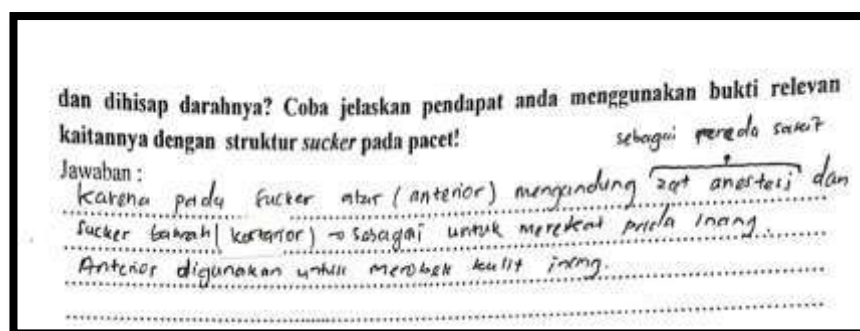 dan dihisap darahnya? Coba jelaskan pendapat anda menggunakan bukti relevan
kaitannya dengan struktur sucker pada pacet!
sebagai pereda sakit
Jawaban :
Karena pada sucker atas (anterior) mengandung zat anestesi dan
sucker bawah ( ) → sebagai untuk merekat pada inang.
Anterior digunakan untuk merobek kulit inang.